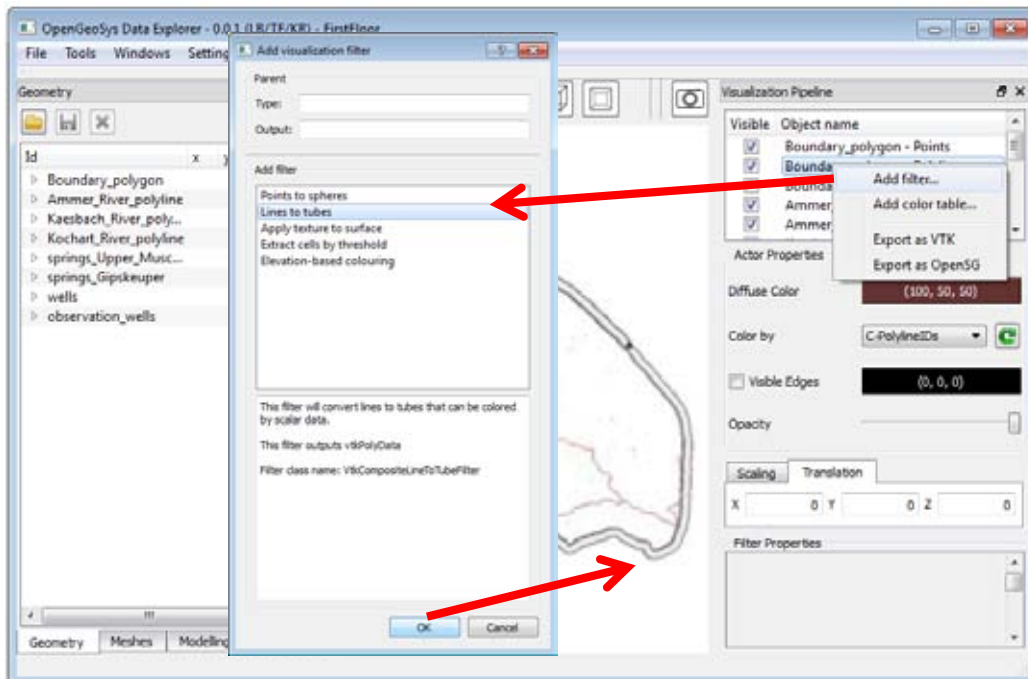 OpenGeoSys Data Explorer - 0.0.1 (LR/TF/KR) - FirstFloor
File Tools Windows Setting
Geometry
Id x y
Boundary_polygon
Ammer_River_polyline
Kaesbach_River_poly...
Kochart_River_polyline
springs_Upper_Musc...
springs_Gipskeuper
wells
observation_wells
Geometry Meshes Modelling
Add visualization filter
Parent
Type:
Output:
Add filter
Points to spheres
Lines to tubes
Apply texture to surface
Extract cells by threshold
Elevation-based colouring
This filter will convert lines to tubes that can be colored
by scalar data.
This filter outputs vtkPolyData
Filter class name: VtkCompositeLineToTubeFilter
OK Cancel
Visualization Pipeline
Visible Object name
Boundary_polygon - Points
Bounda
Bounda
Ammer_
Ammer_
Add filter...
Add color table...
Export as VTK
Export as OpenSG
Actor Properties
Diffuse Color (100, 50, 50)
Color by C-PolylineIDs
Visible Edges (0, 0, 0)
Opacity
Scaling Translation
X 0 Y 0 Z 0
Filter Properties